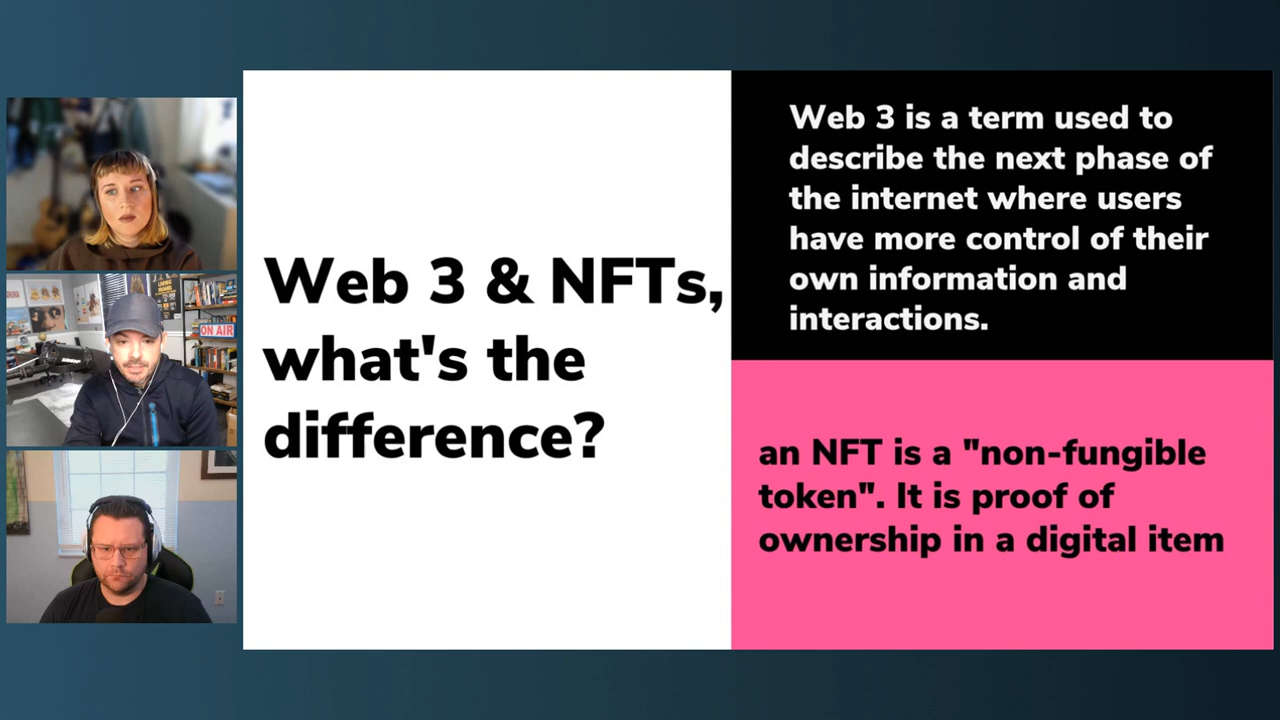 Web 3 & NFTs,
what's the
difference?
Web 3 is a term used to
describe the next phase of
the internet where users
have more control of their
own information and
interactions.
an NFT is a "non-fungible
token". It is proof of
ownership in a digital item
ON AIR